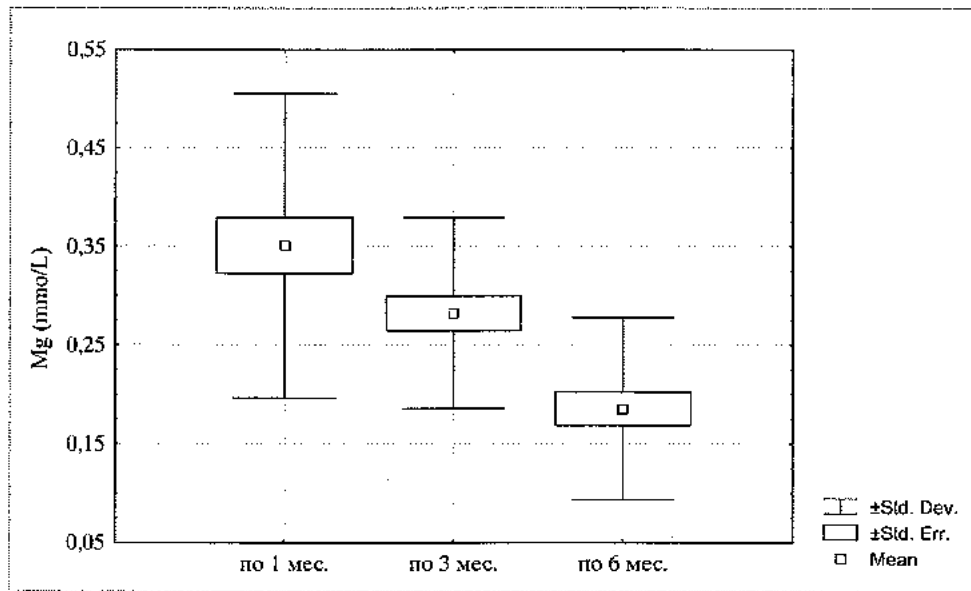 0,55
0,45
0,35
0,25
0,15
0,05
Mg (mmo/L)
по 1 мес.
по 3 мес.
по 6 мес.
±Std. Dev.
±Std. Err.
Mean